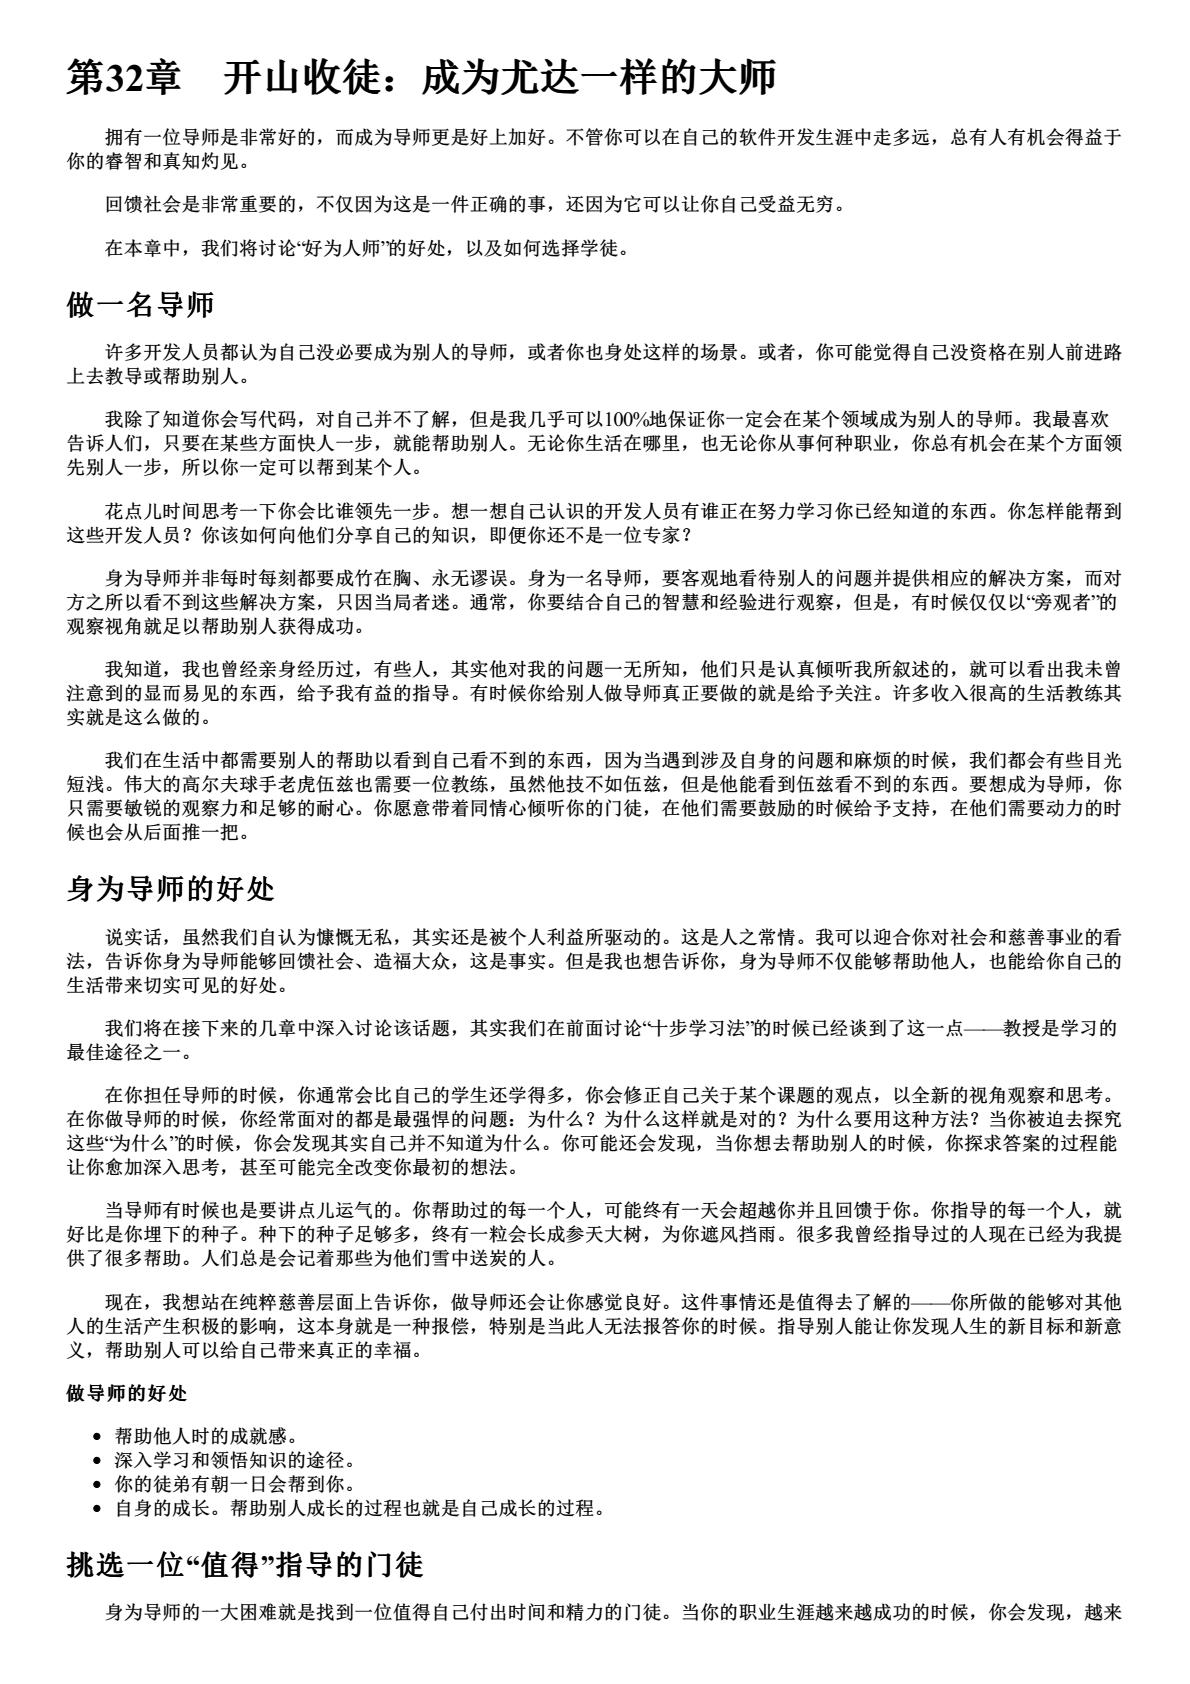 第32章　开山收徒：成为尤达一样的大师
拥有一位导师是非常好的，而成为导师更是好上加好。不管你可以在自己的软件开发生涯中走多远，总有人有机会得益于
你的睿智和真知灼见。
回馈社会是非常重要的，不仅因为这是一件正确的事，还因为它可以让你自己受益无穷。
在本章中，我们将讨论“好为人师”的好处，以及如何选择学徒。
做一名导师
许多开发人员都认为自己没必要成为别人的导师，或者你也身处这样的场景。或者，你可能觉得自己没资格在别人前进路
上去教导或帮助别人。
我除了知道你会写代码，对自己并不了解，但是我几乎可以100%地保证你一定会在某个领域成为别人的导师。我最喜欢
告诉人们，只要在某些方面快人一步，就能帮助别人。无论你生活在哪里，也无论你从事何种职业，你总有机会在某个方面领
先别人一步，所以你一定可以帮到某个人。
花点儿时间思考一下你会比谁领先一步。想一想自己认识的开发人员有谁正在努力学习你已经知道的东西。你怎样能帮到
这些开发人员？你该如何向他们分享自己的知识，即便你还不是一位专家？
身为导师并非每时每刻都要成竹在胸、永无谬误。身为一名导师，要客观地看待别人的问题并提供相应的解决方案，而对
方之所以看不到这些解决方案，只因当局者迷。通常，你要结合自己的智慧和经验进行观察，但是，有时候仅仅以“旁观者”的
观察视角就足以帮助别人获得成功。
我知道，我也曾经亲身经历过，有些人，其实他对我的问题一无所知，他们只是认真倾听我所叙述的，就可以看出我未曾
注意到的显而易见的东西，给予我有益的指导。有时候你给别人做导师真正要做的就是给予关注。许多收入很高的生活教练其
实就是这么做的。
我们在生活中都需要别人的帮助以看到自己看不到的东西，因为当遇到涉及自身的问题和麻烦的时候，我们都会有些目光
短浅。伟大的高尔夫球手老虎伍兹也需要一位教练，虽然他技不如伍兹，但是他能看到伍兹看不到的东西。要想成为导师，你
只需要敏锐的观察力和足够的耐心。你愿意带着同情心倾听你的门徒，在他们需要鼓励的时候给予支持，在他们需要动力的时
候也会从后面推一把。
身为导师的好处
说实话，虽然我们自认为慷慨无私，其实还是被个人利益所驱动的。这是人之常情。我可以迎合你对社会和慈善事业的看
法，告诉你身为导师能够回馈社会、造福大众，这是事实。但是我也想告诉你，身为导师不仅能够帮助他人，也能给你自己的
生活带来切实可见的好处。
我们将在接下来的几章中深入讨论该话题，其实我们在前面讨论“十步学习法”的时候已经谈到了这一点——教授是学习的
最佳途径之一。
在你担任导师的时候，你通常会比自己的学生还学得多，你会修正自己关于某个课题的观点，以全新的视角观察和思考。
在你做导师的时候，你经常面对的都是最强悍的问题：为什么？为什么这样就是对的？为什么要用这种方法？当你被迫去探究
这些“为什么”的时候，你会发现其实自己并不知道为什么。你可能还会发现，当你想去帮助别人的时候，你探求答案的过程能
让你愈加深入思考，甚至可能完全改变你最初的想法。
当导师有时候也是要讲点儿运气的。你帮助过的每一个人，可能终有一天会超越你并且回馈于你。你指导的每一个人，就
好比是你埋下的种子。种下的种子足够多，终有一粒会长成参天大树，为你遮风挡雨。很多我曾经指导过的人现在已经为我提
供了很多帮助。人们总是会记着那些为他们雪中送炭的人。
现在，我想站在纯粹慈善层面上告诉你，做导师还会让你感觉良好。这件事情还是值得去了解的——你所做的能够对其他
人的生活产生积极的影响，这本身就是一种报偿，特别是当此人无法报答你的时候。指导别人能让你发现人生的新目标和新意
义，帮助别人可以给自己带来真正的幸福。
做导师的好处
● 帮助他人时的成就感。
● 深入学习和领悟知识的途径。
● 你的徒弟有朝一日会帮到你。
● 自身的成长。帮助别人成长的过程也就是自己成长的过程。
挑选一位“值得”指导的门徒
身为导师的一大困难就是找到一位值得自己付出时间和精力的门徒。当你的职业生涯越来越成功的时候，你会发现，越来